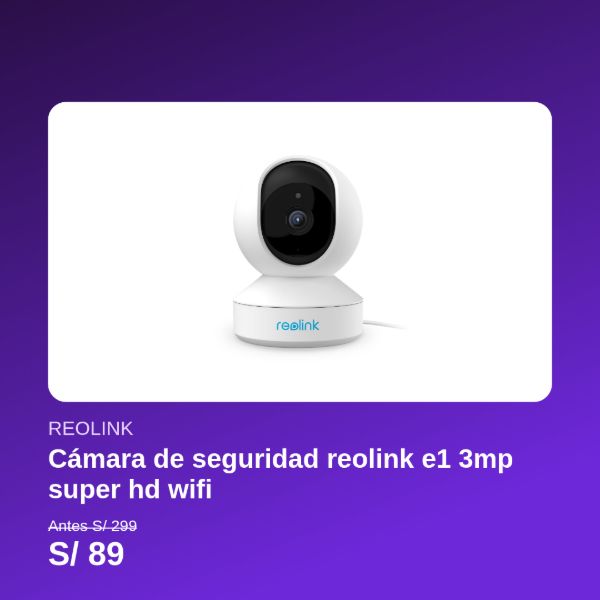 reolink
REOLINK
Cámara de seguridad reolink e1 3mp
super hd wifi
Antes S/ 299
S/ 89